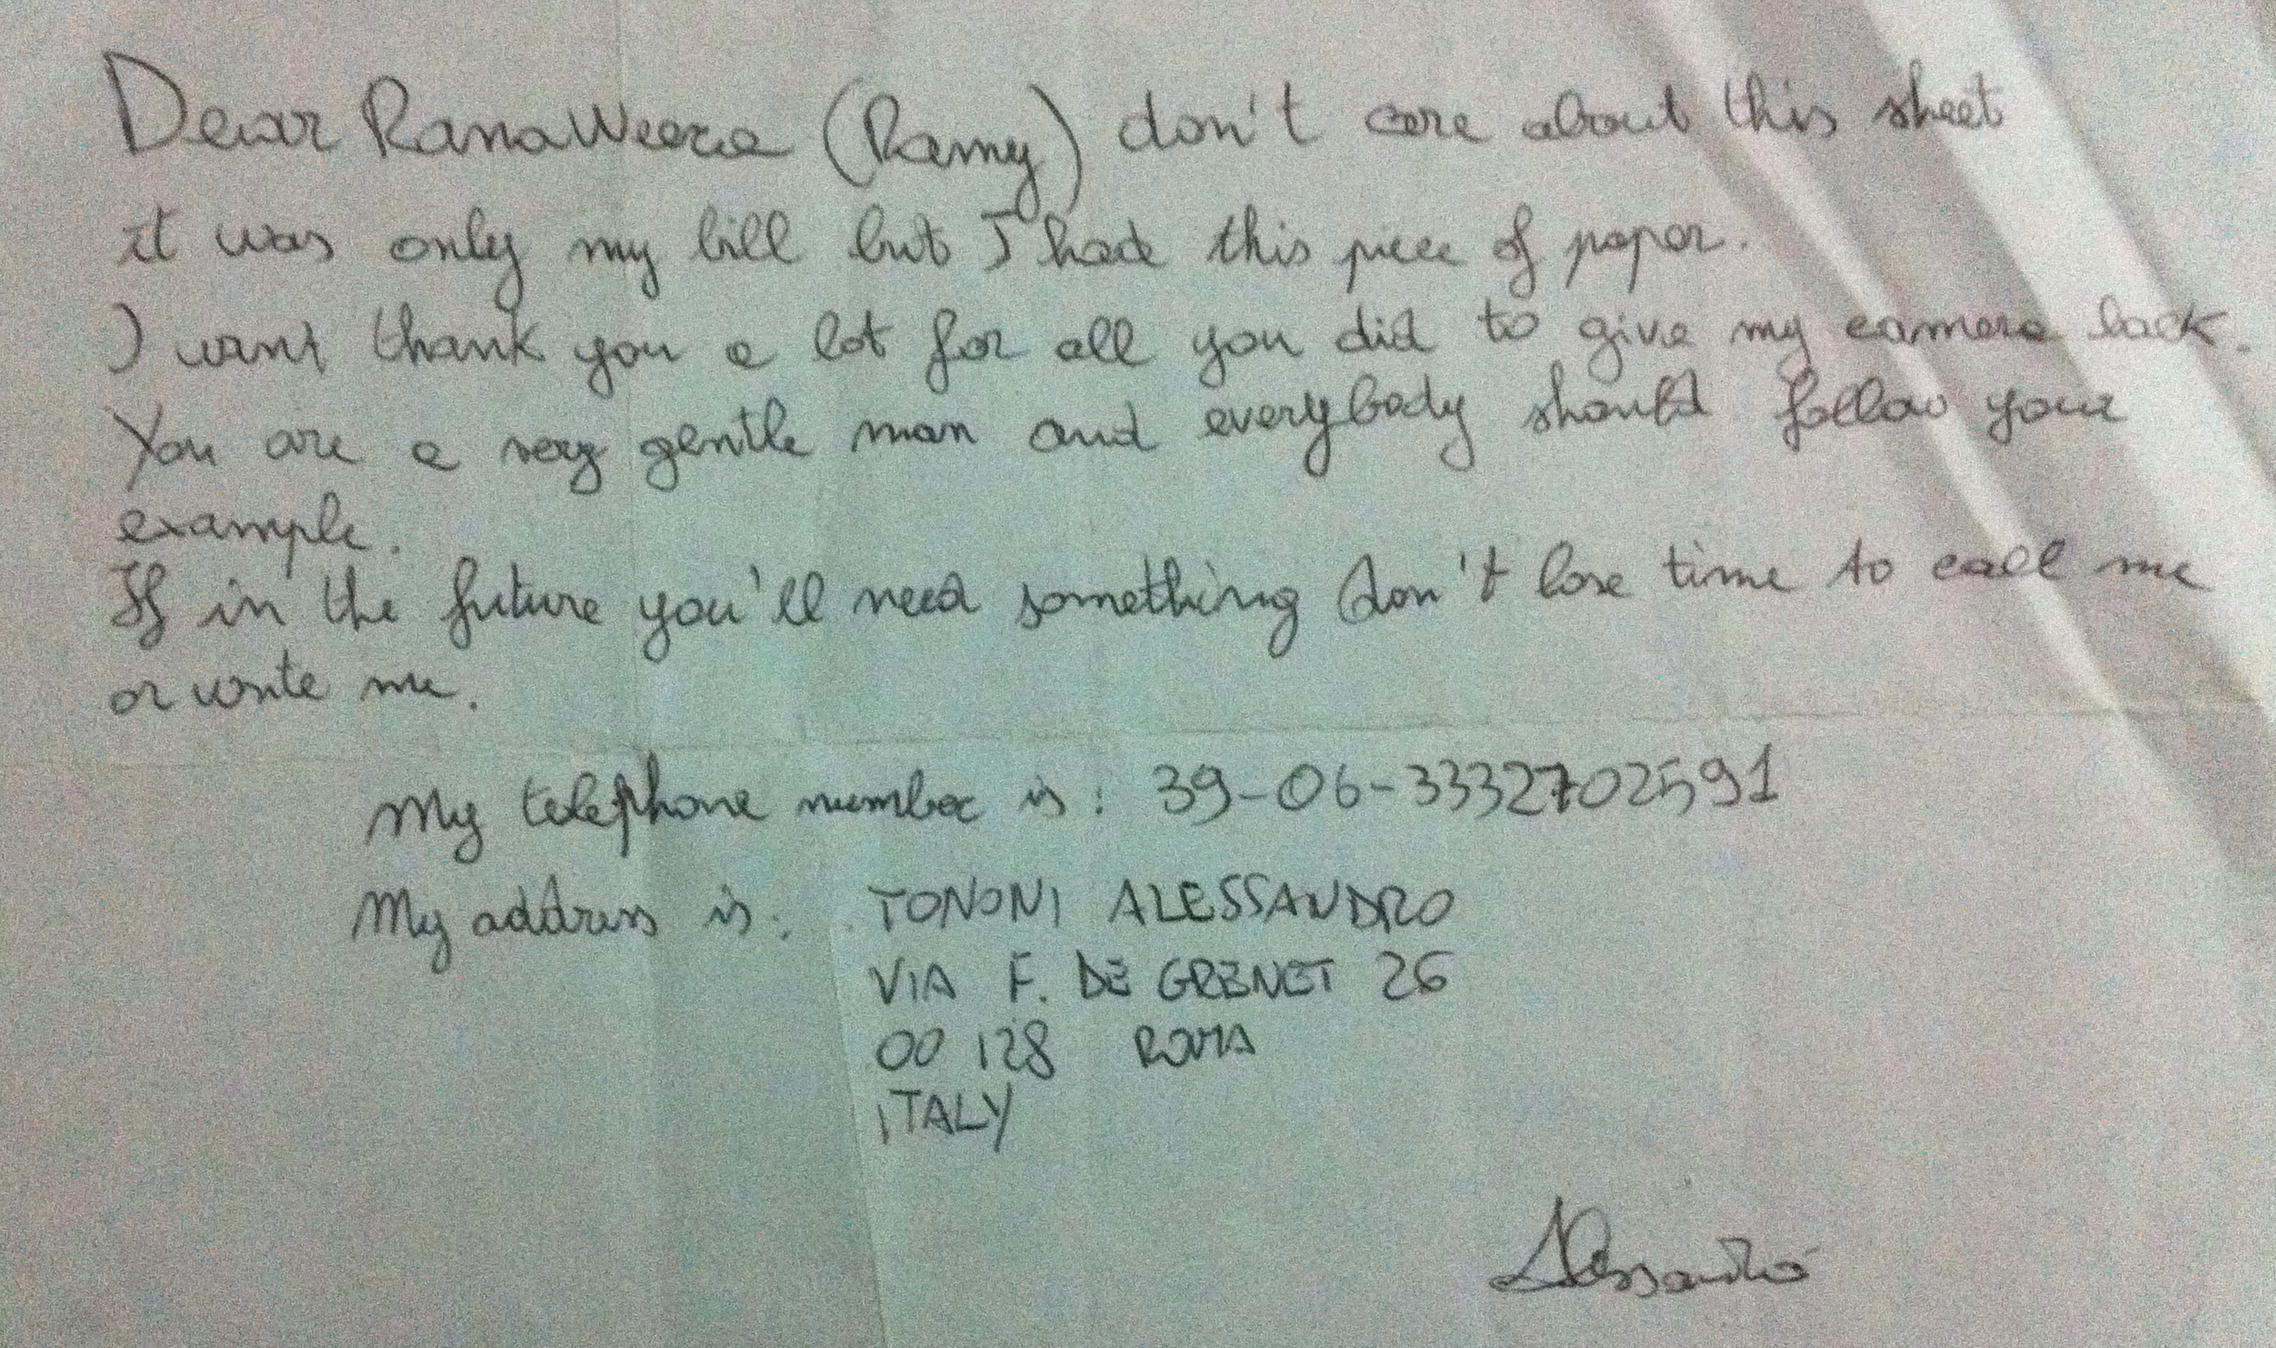 Dear RanaWeera (Ramy) don't care about this sheet
it was only my bill but I had this piece of paper.
I want thank you a lot for all you did to give my camera back.
You are a very gentle man and everybody should follow your
example.
If in the future you'll need something don't lose time to call me
or write me.
My telephone number is: 39-06-3332702591
My address is: TONONI ALESSANDRO
VIA F. DE GRENET 26
00128 ROMA
ITALY
Alessandro